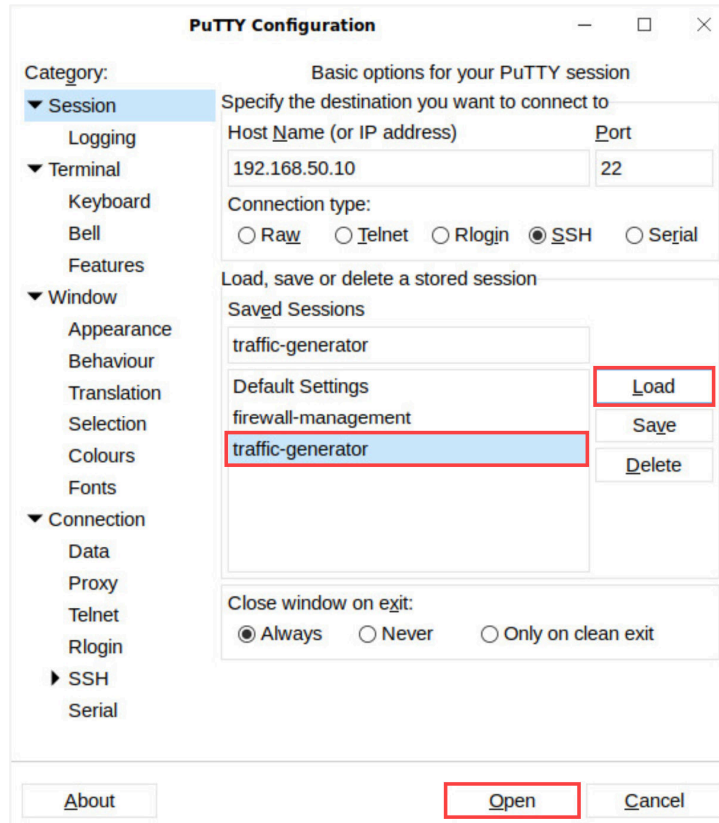 PuTTY Configuration
Category:
Session
Logging
Terminal
Keyboard
Bell
Features
Window
Appearance
Behaviour
Translation
Selection
Colours
Fonts
Connection
Data
Proxy
Telnet
Rlogin
SSH
Serial
Basic options for your PuTTY session
Specify the destination you want to connect to
Host Name (or IP address) Port
192.168.50.10 22
Connection type:
Raw Telnet Rlogin SSH Serial
Load, save or delete a stored session
Saved Sessions
traffic-generator
Default Settings
firewall-management
traffic-generator
Load
Save
Delete
Close window on exit:
Always Never Only on clean exit
About Open Cancel